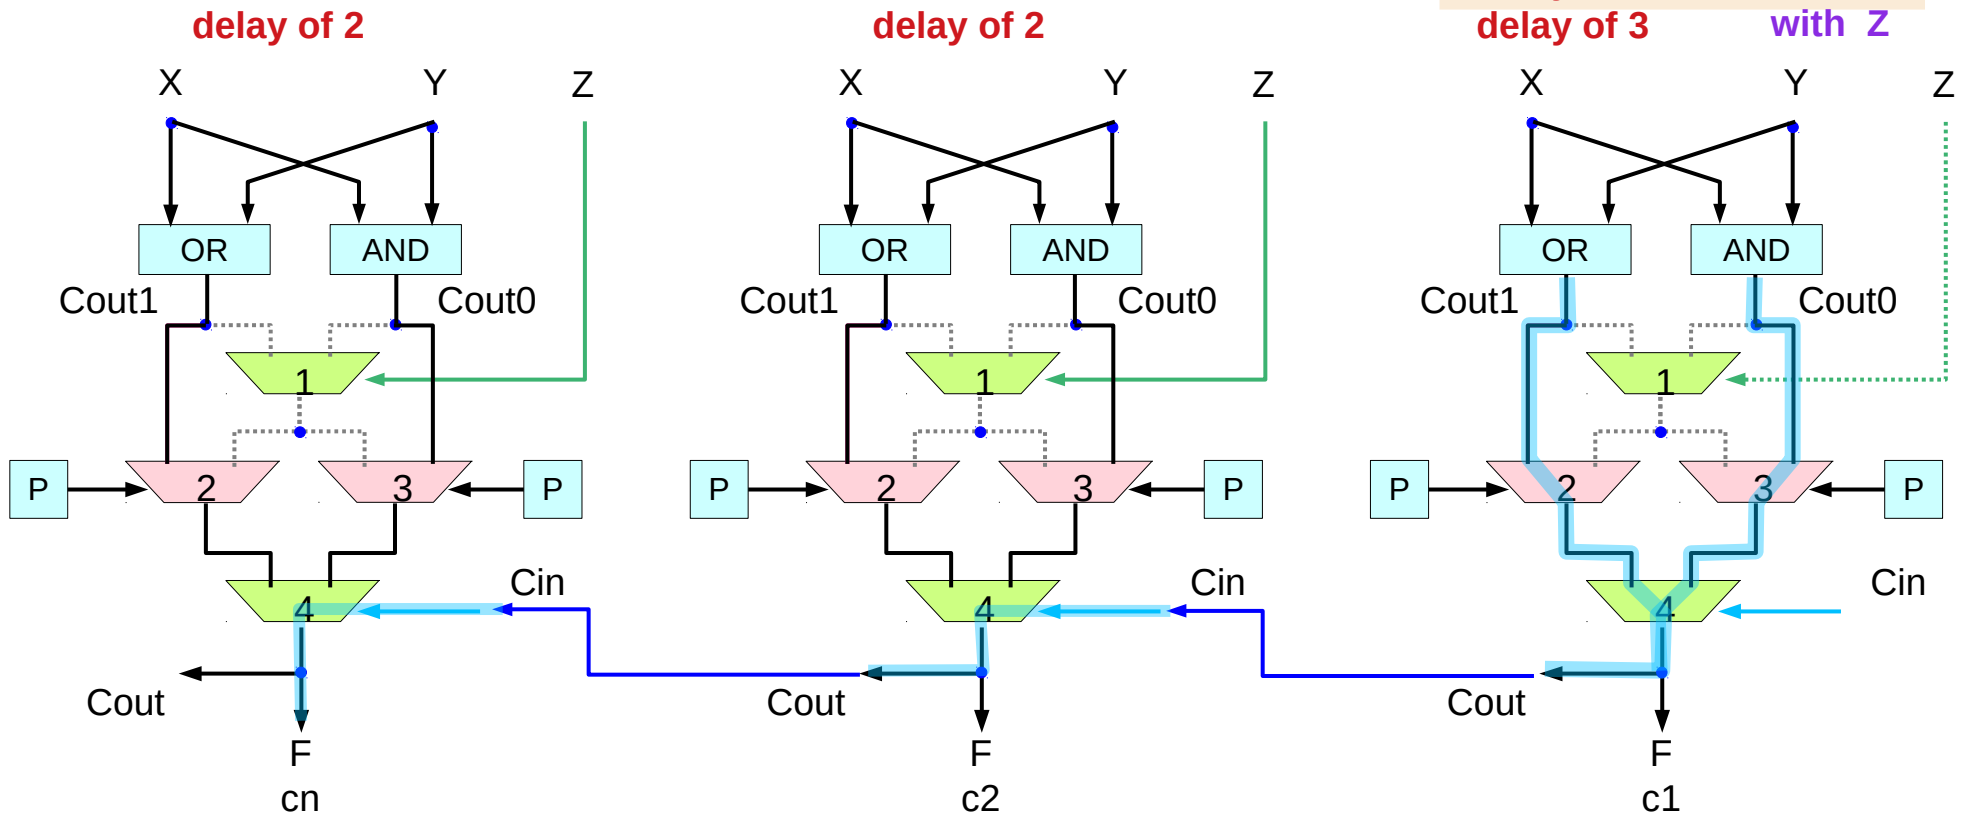 delay of 2 delay of 2 delay of 3 with Z
X Y Z X Y Z X Y Z
OR AND OR AND OR AND
Cout1 Cout0 Cout1 Cout0 Cout1 Cout0
1 1 1
P 2 3 P P 2 3 P P 2 3 P
4 Cin 4 Cin 4 Cin
Cout Cout Cout
F F F
cn c2 c1